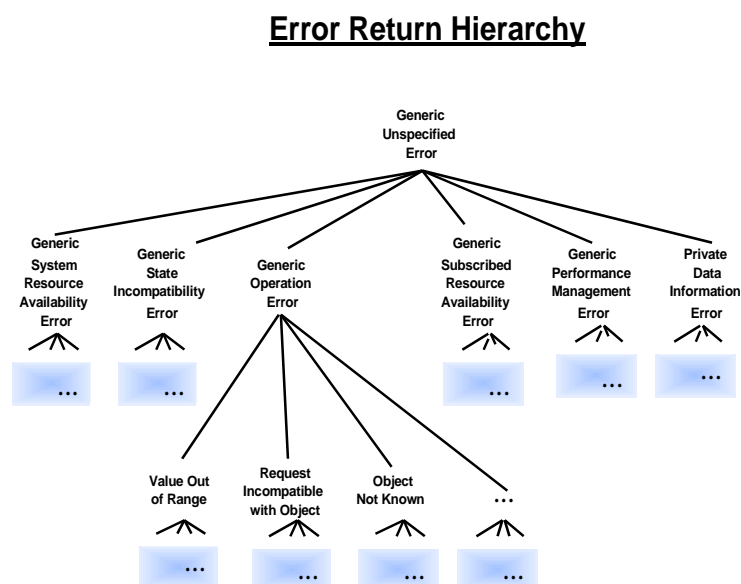 Error Return Hierarchy
Generic
Unspecified
Error
Generic
System
Resource
Availability
Error
Generic
State
Incompatibility
Error
Generic
Operation
Error
Generic
Subscribed
Resource
Availability
Error
Generic
Performance
Management
Error
Private
Data
Information
Error
...
...
...
...
...
Value Out
of Range
Request
Incompatible
with Object
Object
Not Known
...
...
...
...
...